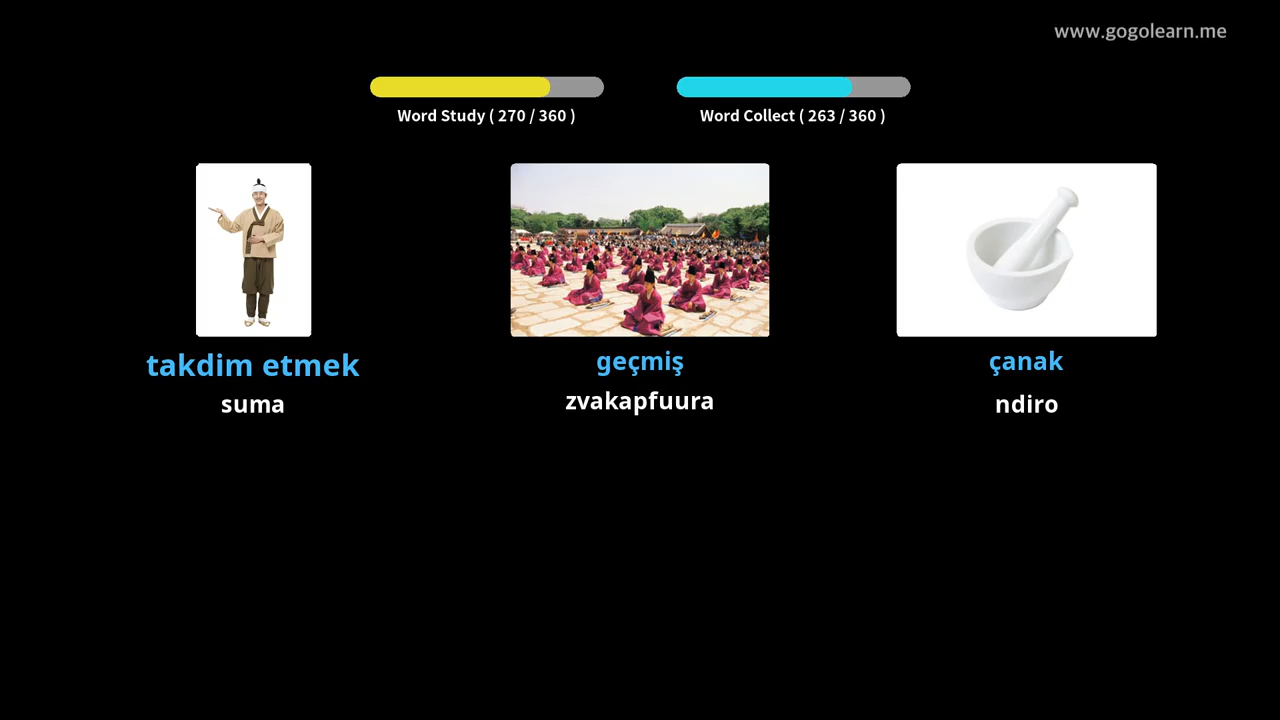 www.gogolearn.me
Word Study ( 270 / 360 )
Word Collect ( 263 / 360 )
takdim etmek
suma
geçmiş
zvakapfuura
çanak
ndiro